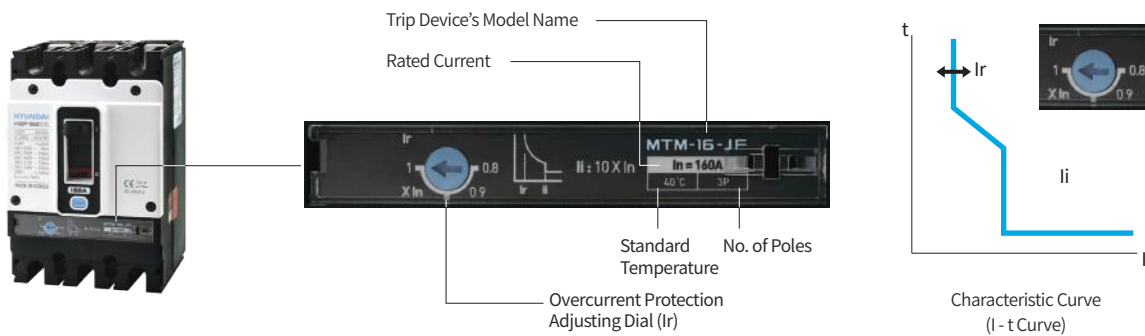 Trip Device's Model Name
Rated Current
HYUNDAI
160A
Ir
1
0.8
X In
0.9
Ir
Ii
Ii : 10 X In
MTM-16-JF
In = 160A
40℃
3P
Standard
Temperature
No. of Poles
Overcurrent Protection
Adjusting Dial (Ir)
t
Ir
Ii
I
Ir
1
0.8
X In
0.9
Characteristic Curve
(I - t Curve)